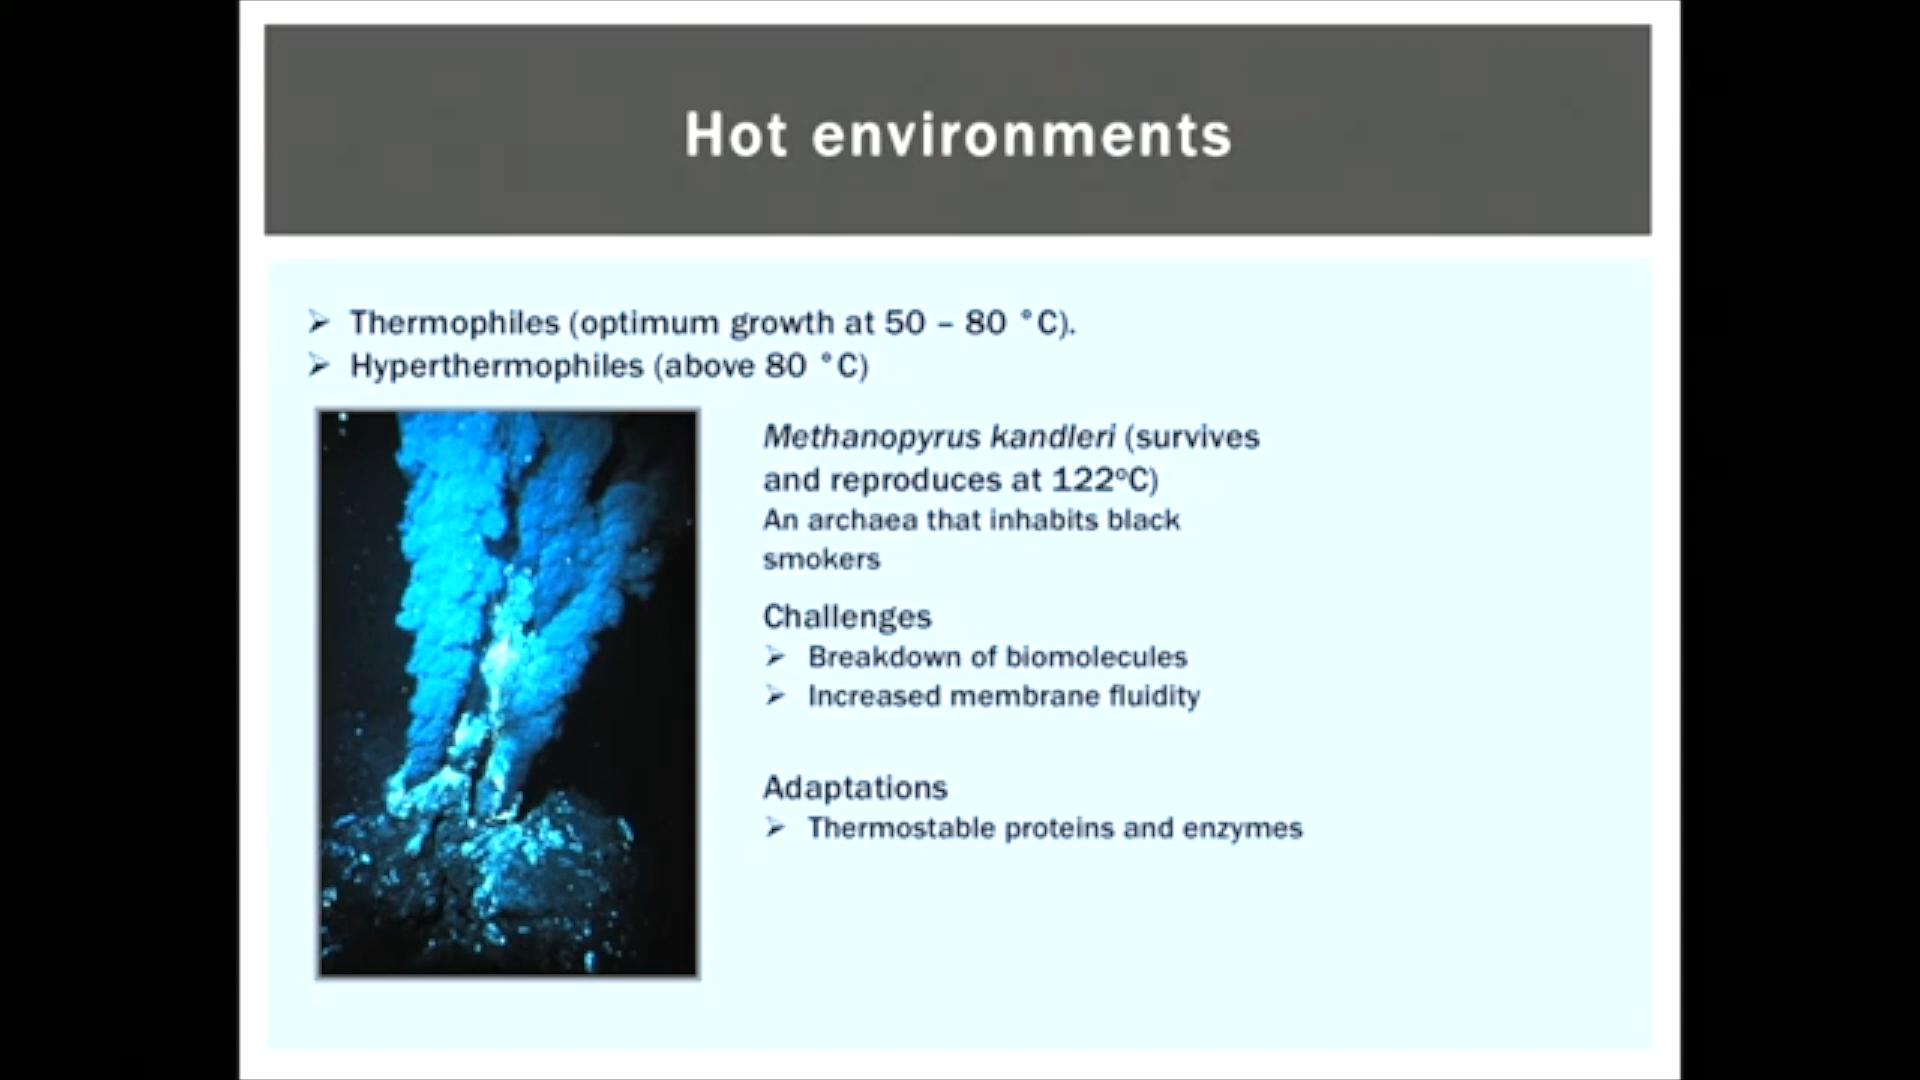 Hot environments
➢ Thermophiles (optimum growth at 50 – 80 °C).
➢ Hyperthermophiles (above 80 °C)
Methanopyrus kandleri (survives
and reproduces at 122ºC)
An archaea that inhabits black
smokers
Challenges
➢ Breakdown of biomolecules
➢ Increased membrane fluidity
Adaptations
➢ Thermostable proteins and enzymes